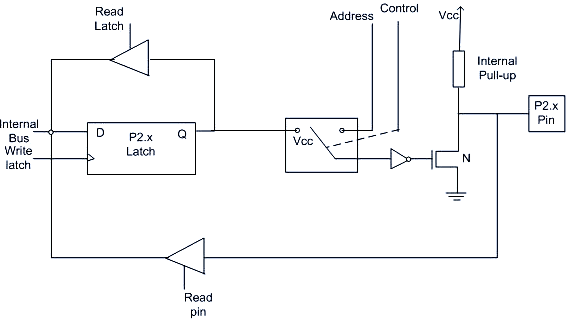 Read
Latch
Address
Control
Vcc
Internal
Pull-up
P2.x
Pin
Internal
Bus
Write
latch
D
P2.x
Latch
Q
Vcc
N
Read
pin